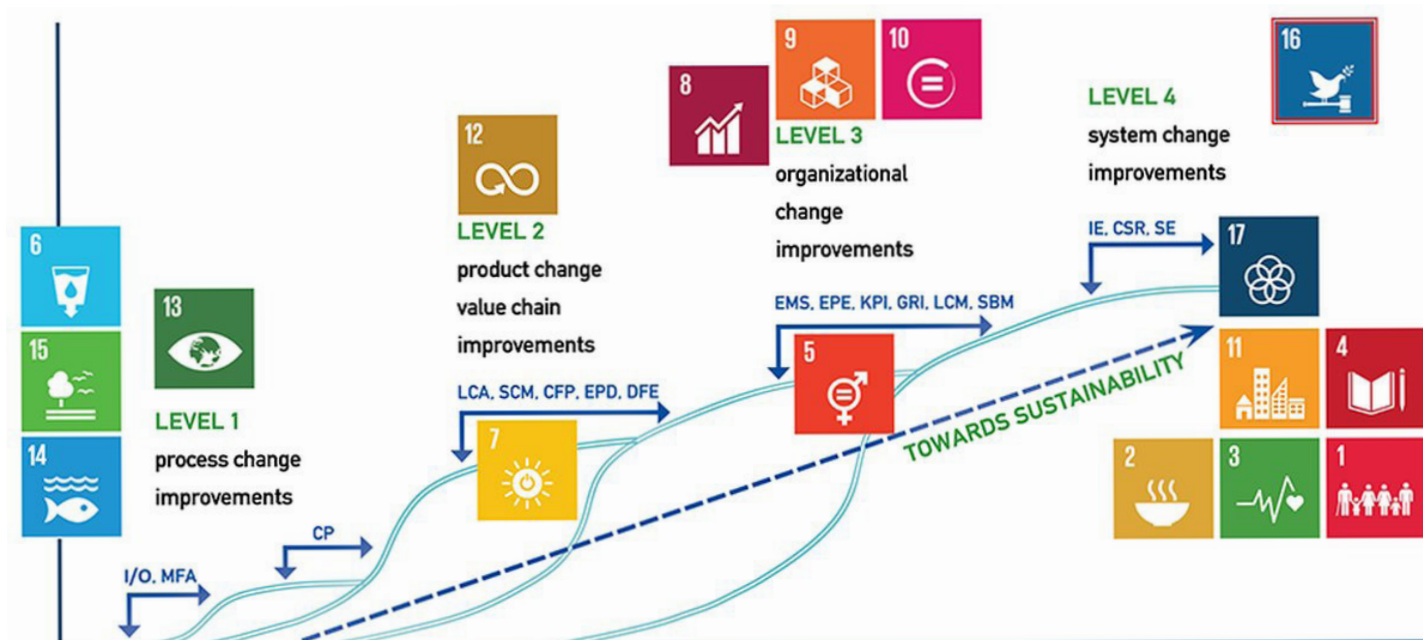 6
15
14
13
LEVEL 1
process change
improvements
I/O, MFA
CP
12
LEVEL 2
product change
value chain
improvements
LCA, SCM, CFP, EPD, DFE
7
8
9
10
LEVEL 3
organizational
change
improvements
EMS, EPE, KPI, GRI, LCM, SBM
5
LEVEL 4
system change
improvements
IE, CSR, SE
16
17
TOWARDS SUSTAINABILITY
11
4
2
3
1